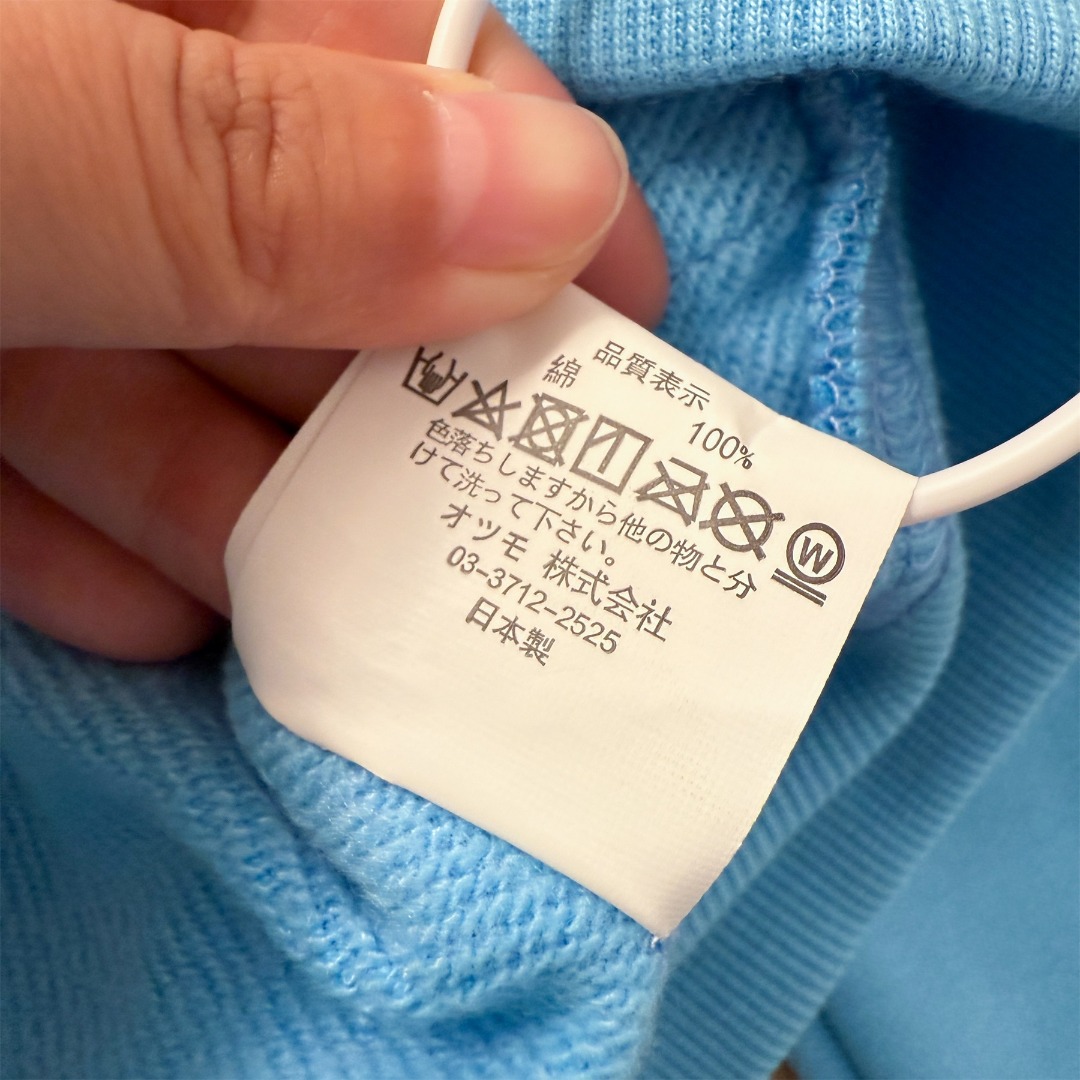 品質表示
綿 100%
W
色落ちしますから他の物と分
けて洗って下さい。
オツモ 株式会社
03-3712-2525
日本製